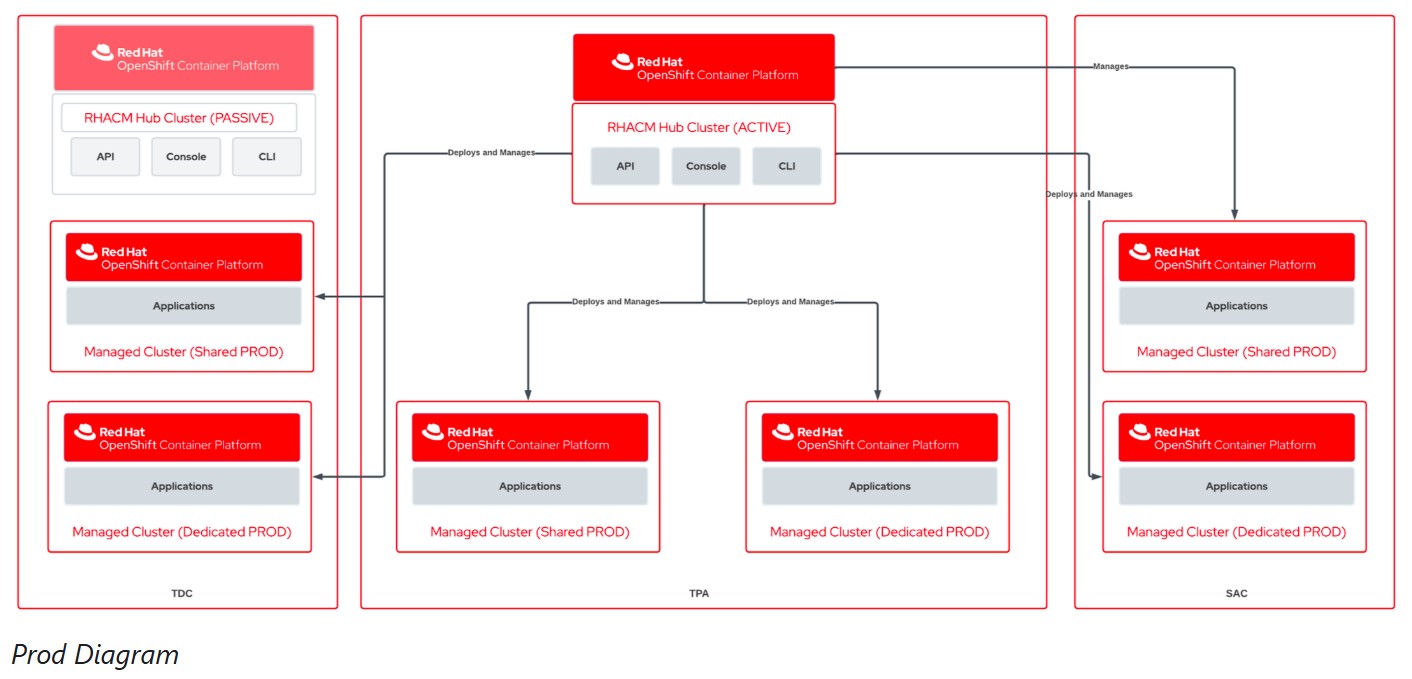 Red Hat
OpenShift Container Platform
RHACM Hub Cluster (PASSIVE)
API
Console
CLI
Red Hat
OpenShift Container Platform
Applications
Managed Cluster (Shared PROD)
Red Hat
OpenShift Container Platform
Applications
Managed Cluster (Dedicated PROD)
TDC
Red Hat
OpenShift Container Platform
RHACM Hub Cluster (ACTIVE)
API
Console
CLI
Deploys and Manages
Deploys and Manages
Deploys and Manages
Red Hat
OpenShift Container Platform
Applications
Managed Cluster (Shared PROD)
Red Hat
OpenShift Container Platform
Applications
Managed Cluster (Dedicated PROD)
TPA
Manages
Deploys and Manages
Red Hat
OpenShift Container Platform
Applications
Managed Cluster (Shared PROD)
Red Hat
OpenShift Container Platform
Applications
Managed Cluster (Dedicated PROD)
SAC
Prod Diagram